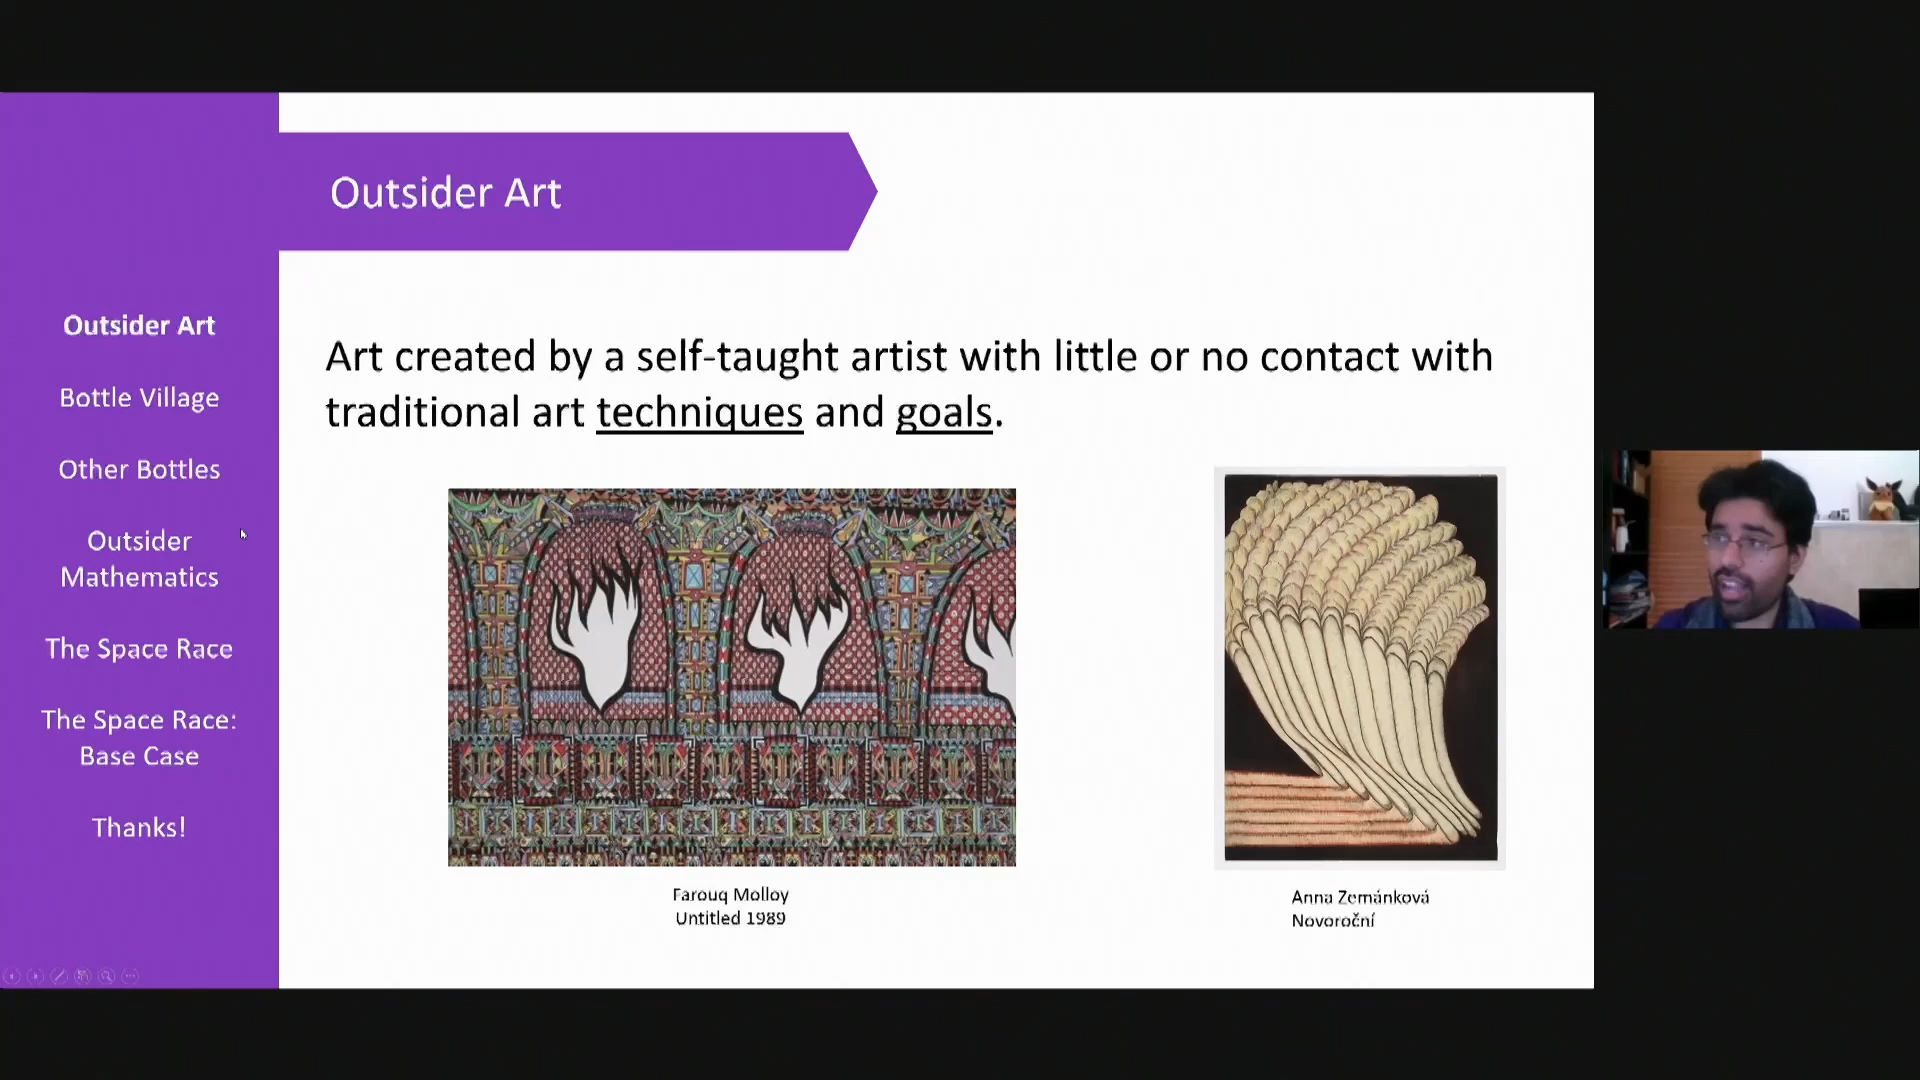 Outsider Art
Outsider Art
Bottle Village
Other Bottles
Outsider
Mathematics
The Space Race
The Space Race:
Base Case
Thanks!
Art created by a self-taught artist with little or no contact with
traditional art techniques and goals.
Farouq Molloy
Untitled 1989
Anna Zemánková
Novoroční